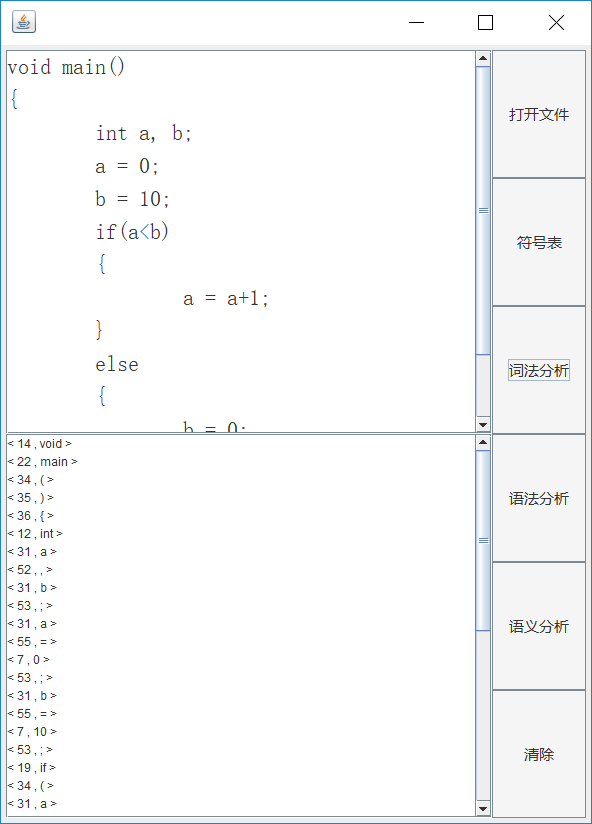 void main()
{
int a, b;
a = 0;
b = 10;
if(a<b)
{
a = a+1;
}
else
{
b = 0;
< 14 , void >
< 22 , main >
< 34 , ( >
< 35 , ) >
< 36 , { >
< 12 , int >
< 31 , a >
< 52 , , >
< 31 , b >
< 53 , ; >
< 31 , a >
< 55 , = >
< 7 , 0 >
< 53 , ; >
< 31 , b >
< 55 , = >
< 7 , 10 >
< 53 , ; >
< 19 , if >
< 34 , ( >
< 31 , a >
打开文件
符号表
词法分析
语法分析
语义分析
清除